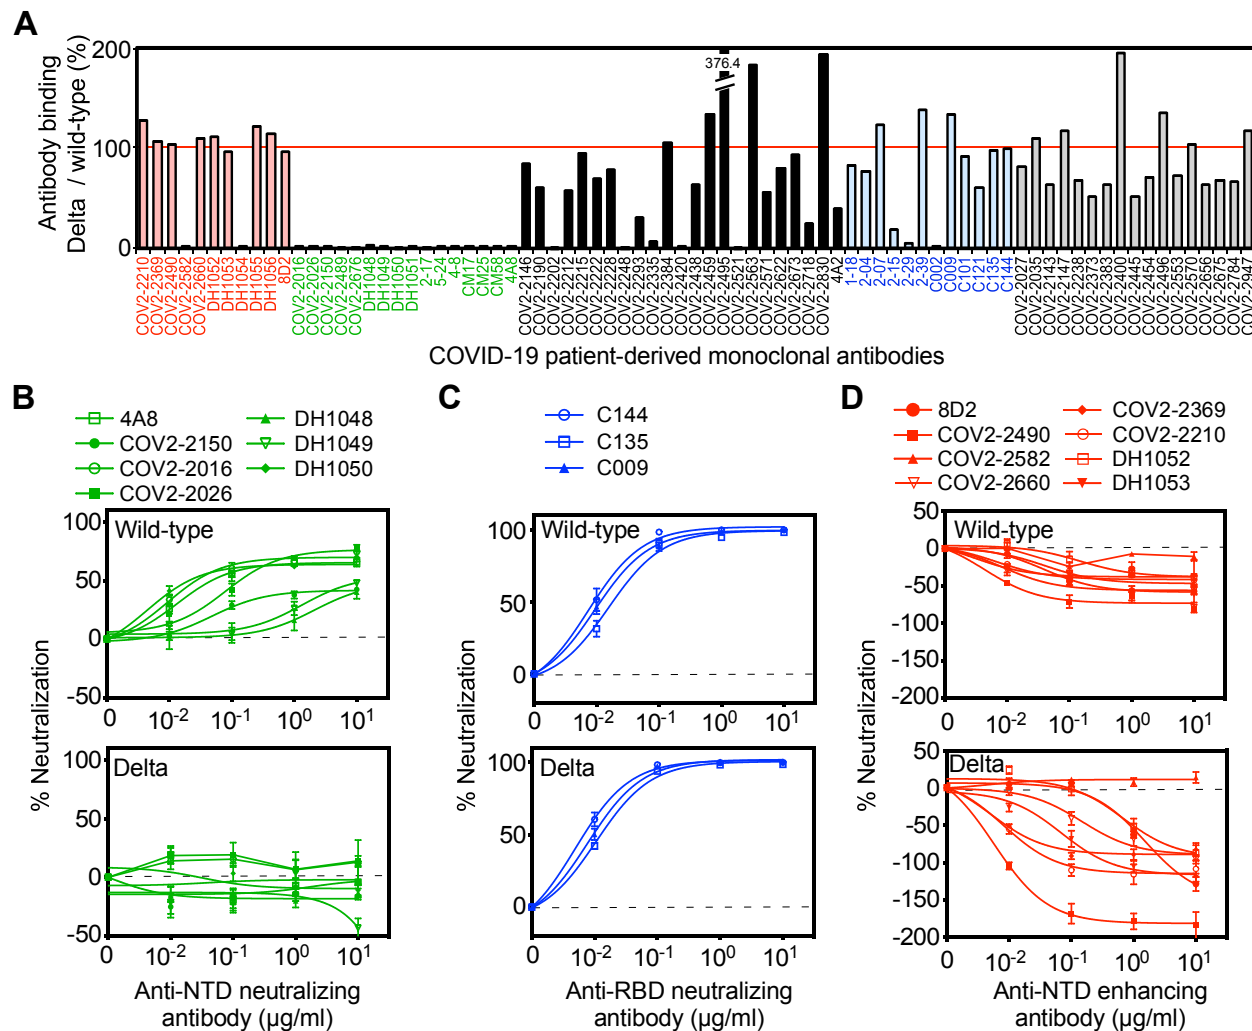 A
Antibody binding
Delta / wild-type (%)
200
100
0
376.4
COV2-2210
COV2-2369
COV2-2490
COV2-2582
COV2-2660
DH1052
DH1053
DH1054
DH1055
DH1056
8D2
COV2-2016
COV2-2026
COV2-2150
COV2-2489
COV2-2676
DH1048
DH1049
DH1050
DH1051
2-17
5-24
4-8
CM17
CM25
CM58
4A8
COV2-2146
COV2-2190
COV2-2202
COV2-2212
COV2-2215
COV2-2222
COV2-2228
COV2-2248
COV2-2293
COV2-2335
COV2-2384
COV2-2420
COV2-2438
COV2-2459
COV2-2495
COV2-2521
COV2-2563
COV2-2571
COV2-2622
COV2-2673
COV2-2718
COV2-2830
4A2
1-18
2-04
2-07
2-15
2-29
2-39
C002
C009
C101
C121
C135
C144
COV2-2027
COV2-2035
COV2-2143
COV2-2147
COV2-2238
COV2-2373
COV2-2383
COV2-2400
COV2-2446
COV2-2454
COV2-2496
COV2-2553
COV2-2570
COV2-2656
COV2-2675
COV2-2784
COV2-2947
COVID-19 patient-derived monoclonal antibodies
B
4A8
COV2-2150
COV2-2016
COV2-2026
DH1048
DH1049
DH1050
% Neutralization
100
50
0
-50
Wild-type
0 10-2 10-1 100 101
100
50
0
-50
Delta
0 10-2 10-1 100 101
Anti-NTD neutralizing
antibody (µg/ml)
C
C144
C135
C009
% Neutralization
100
50
0
Wild-type
0 10-2 10-1 100 101
100
50
0
Delta
0 10-2 10-1 100 101
Anti-RBD neutralizing
antibody (µg/ml)
D
8D2
COV2-2490
COV2-2582
COV2-2660
COV2-2369
COV2-2210
DH1052
DH1053
% Neutralization
50
0
-50
-100
-150
-200
Wild-type
0 10-2 10-1 100 101
50
0
-50
-100
-150
-200
Delta
0 10-2 10-1 100 101
Anti-NTD enhancing
antibody (µg/ml)